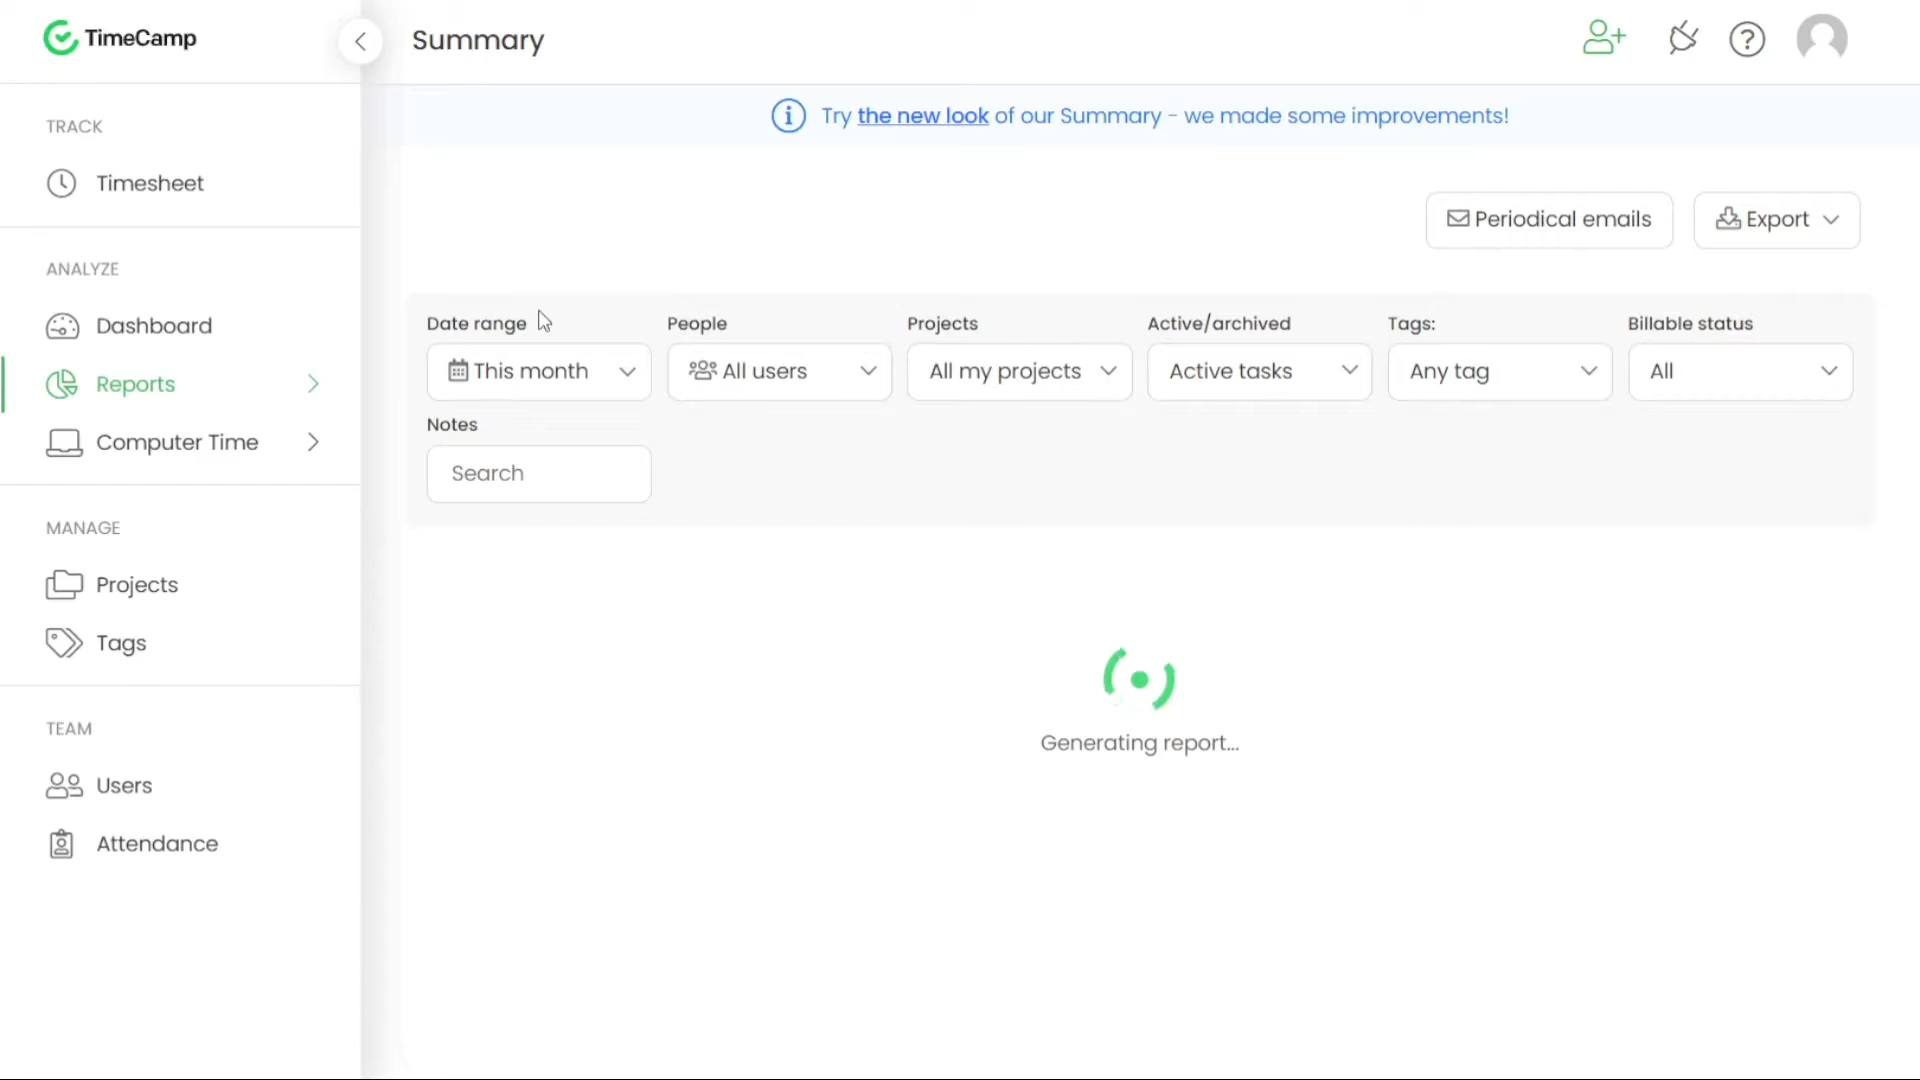 TimeCamp
Summary
Try the new look of our Summary - we made some improvements!
TRACK
Timesheet
ANALYZE
Dashboard
Reports
Computer Time
MANAGE
Projects
Tags
TEAM
Users
Attendance
Periodical emails
Export
Date range
People
Projects
Active/archived
Tags:
Billable status
This month
All users
All my projects
Active tasks
Any tag
All
Notes
Search
Generating report...